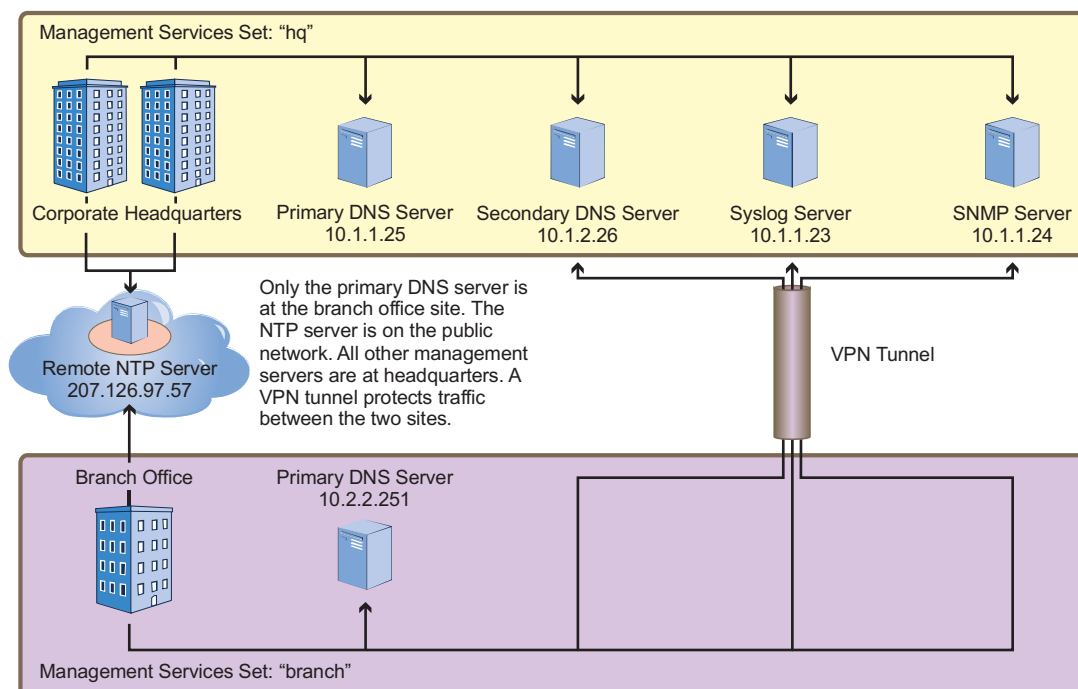 Management Services Set: “hq”
Corporate Headquarters
Primary DNS Server
10.1.1.25
Secondary DNS Server
10.1.2.26
Syslog Server
10.1.1.23
SNMP Server
10.1.1.24
Remote NTP Server
207.126.97.57
Only the primary DNS server is
at the branch office site. The
NTP server is on the public
network. All other management
servers are at headquarters. A
VPN tunnel protects traffic
between the two sites.
VPN Tunnel
Branch Office
Primary DNS Server
10.2.2.251
Management Services Set: “branch”